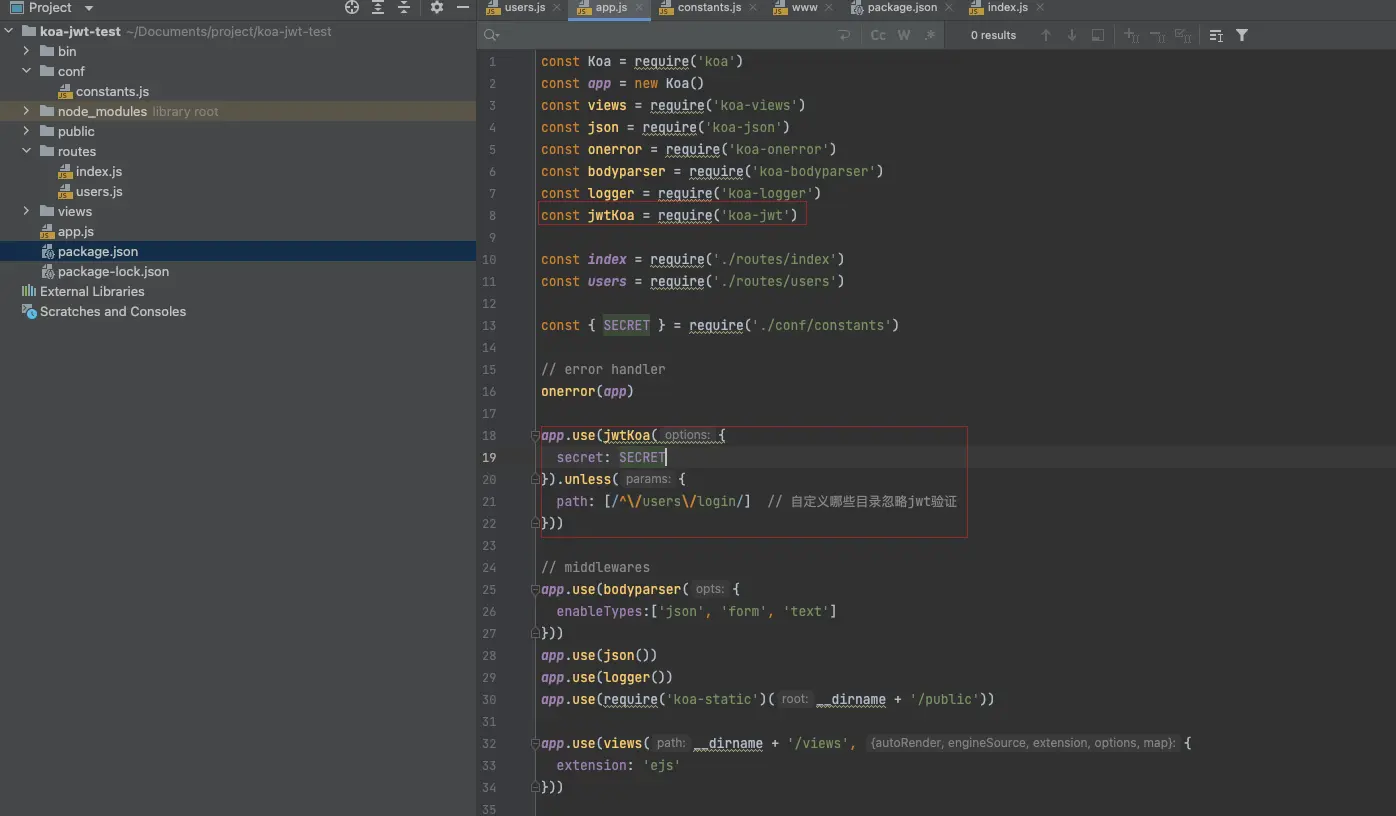 Project
users.js
app.js
constants.js
www
package.json
index.js
koa-jwt-test ~/Documents/project/koa-jwt-test
bin
conf
constants.js
node_modules library root
public
routes
index.js
users.js
views
app.js
package.json
package-lock.json
External Libraries
Scratches and Consoles
Cc W .* 0 results
1 const Koa = require('koa')
2 const app = new Koa()
3 const views = require('koa-views')
4 const json = require('koa-json')
5 const onerror = require('koa-onerror')
6 const bodyparser = require('koa-bodyparser')
7 const logger = require('koa-logger')
8 const jwtKoa = require('koa-jwt')
9
10 const index = require('./routes/index')
11 const users = require('./routes/users')
12
13 const { SECRET } = require('./conf/constants')
14
15 // error handler
16 onerror(app)
17
18 app.use(jwtKoa( options: {
19 secret: SECRET
20 }).unless( params: {
21 path: [/^\/users\/login/] // 自定义哪些目录忽略jwt验证
22 }))
23
24 // middlewares
25 app.use(bodyparser( opts: {
26 enableTypes:['json', 'form', 'text']
27 }))
28 app.use(json())
29 app.use(logger())
30 app.use(require('koa-static')( root: __dirname + '/public'))
31
32 app.use(views( path: __dirname + '/views', {autoRender, engineSource, extension, options, map}: {
33 extension: 'ejs'
34 }))
35